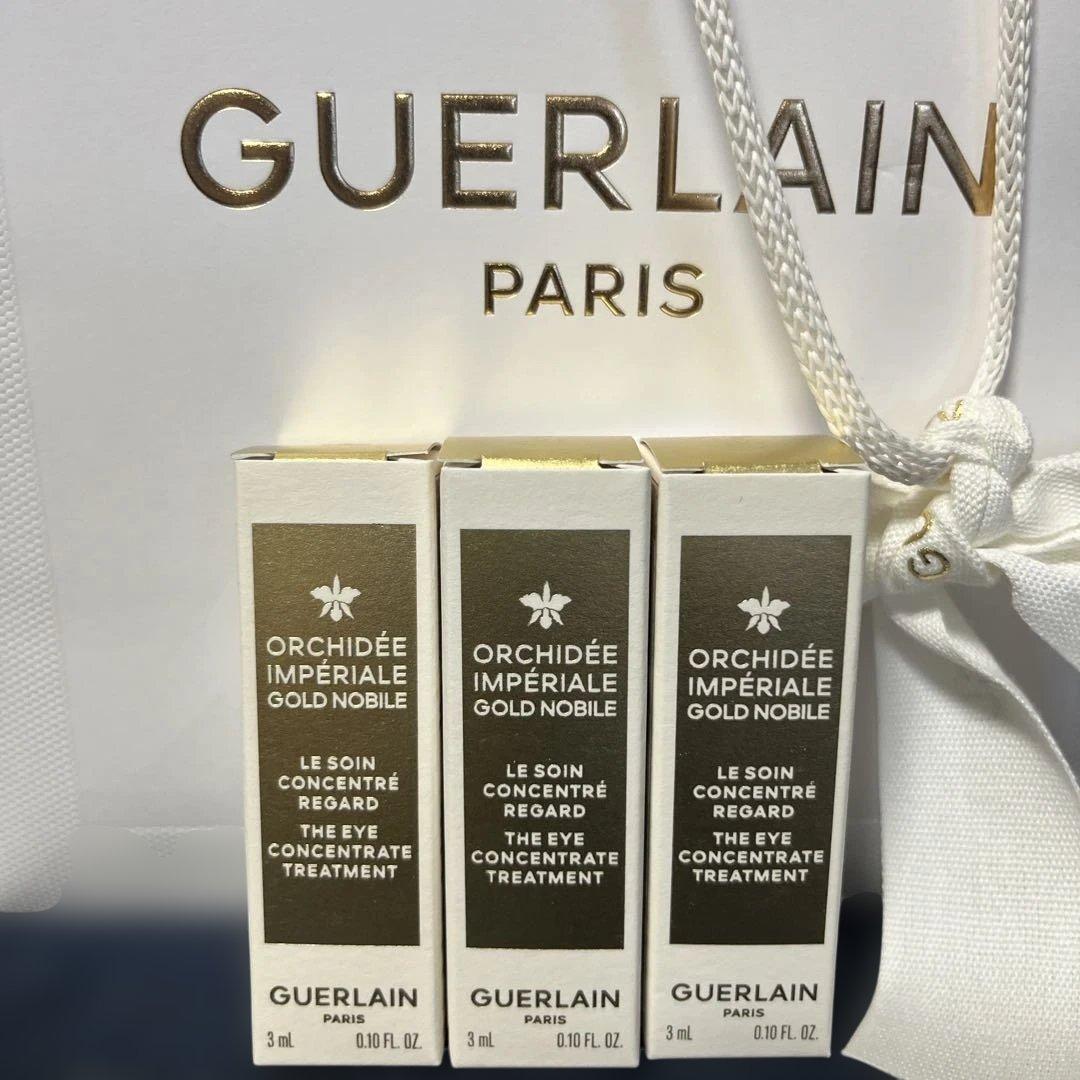 GUERLAIN
PARIS
ORCHIDÉE
IMPÉRIALE
GOLD NOBILE
LE SOIN
CONCENTRÉ
REGARD
THE EYE
CONCENTRATE
TREATMENT
GUERLAIN
PARIS
3 mL 0.10 FL. OZ.
ORCHIDÉE
IMPÉRIALE
GOLD NOBILE
LE SOIN
CONCENTRÉ
REGARD
THE EYE
CONCENTRATE
TREATMENT
GUERLAIN
PARIS
3 mL 0.10 FL. OZ.
ORCHIDÉE
IMPÉRIALE
GOLD NOBILE
LE SOIN
CONCENTRÉ
REGARD
THE EYE
CONCENTRATE
TREATMENT
GUERLAIN
PARIS
3 mL 0.10 FL. OZ.